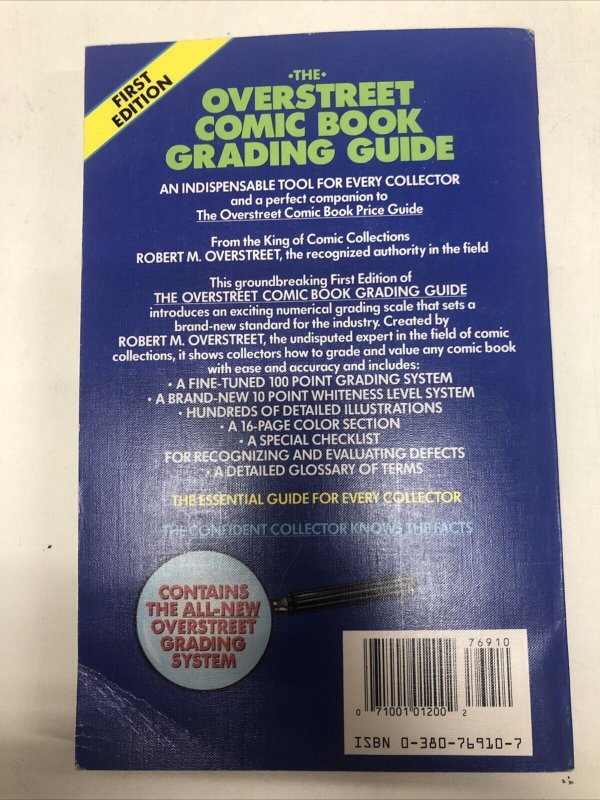 FIRST
EDITION
•THE•
OVERSTREET
COMIC BOOK
GRADING GUIDE
AN INDISPENSABLE TOOL FOR EVERY COLLECTOR
and a perfect companion to
The Overstreet Comic Book Price Guide
From the King of Comic Collections
ROBERT M. OVERSTREET, the recognized authority in the field
This groundbreaking First Edition of
THE OVERSTREET COMIC BOOK GRADING GUIDE
introduces an exciting numerical grading scale that sets a
brand-new standard for the industry. Created by
ROBERT M. OVERSTREET, the undisputed expert in the field of comic
collections, it shows collectors how to grade and value any comic book
with ease and accuracy and includes:
• A FINE-TUNED 100 POINT GRADING SYSTEM
• A BRAND-NEW 10 POINT WHITENESS LEVEL SYSTEM
• HUNDREDS OF DETAILED ILLUSTRATIONS
• A 16-PAGE COLOR SECTION
• A SPECIAL CHECKLIST
FOR RECOGNIZING AND EVALUATING DEFECTS
• A DETAILED GLOSSARY OF TERMS
THE ESSENTIAL GUIDE FOR EVERY COLLECTOR
THE CONFIDENT COLLECTOR KNOWS THE FACTS
CONTAINS
THE ALL-NEW
OVERSTREET
GRADING
SYSTEM
76910
0 71001 01200 2
ISBN 0-380-76910-7